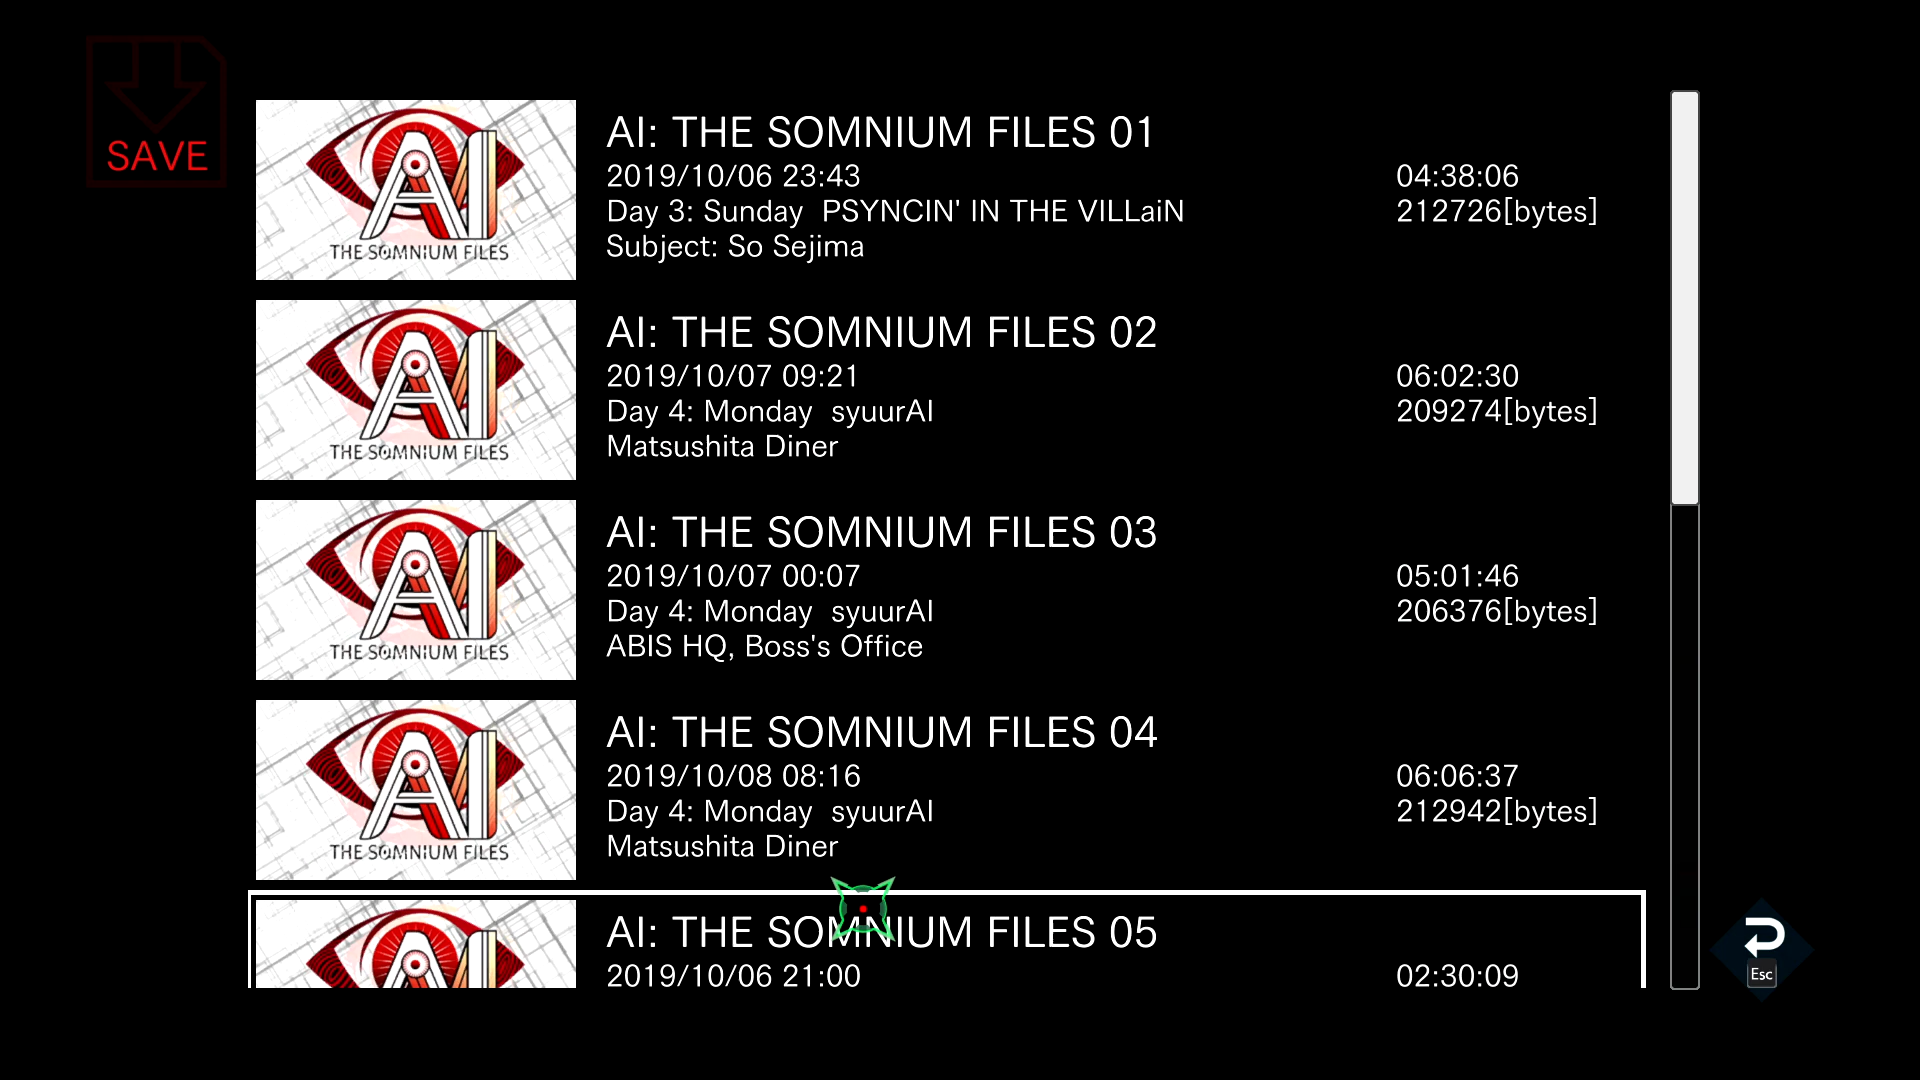 SAVE
AI
THE SOMNIUM FILES
AI: THE SOMNIUM FILES 01
2019/10/06 23:43
04:38:06
Day 3: Sunday PSYNCIN' IN THE VILLaiN
212726[bytes]
Subject: So Sejima
AI
THE SOMNIUM FILES
AI: THE SOMNIUM FILES 02
2019/10/07 09:21
06:02:30
Day 4: Monday syuurAI
209274[bytes]
Matsushita Diner
AI
THE SOMNIUM FILES
AI: THE SOMNIUM FILES 03
2019/10/07 00:07
05:01:46
Day 4: Monday syuurAI
206376[bytes]
ABIS HQ, Boss's Office
AI
THE SOMNIUM FILES
AI: THE SOMNIUM FILES 04
2019/10/08 08:16
06:06:37
Day 4: Monday syuurAI
212942[bytes]
Matsushita Diner
AI: THE SOMNIUM FILES 05
2019/10/06 21:00
02:30:09
Esc